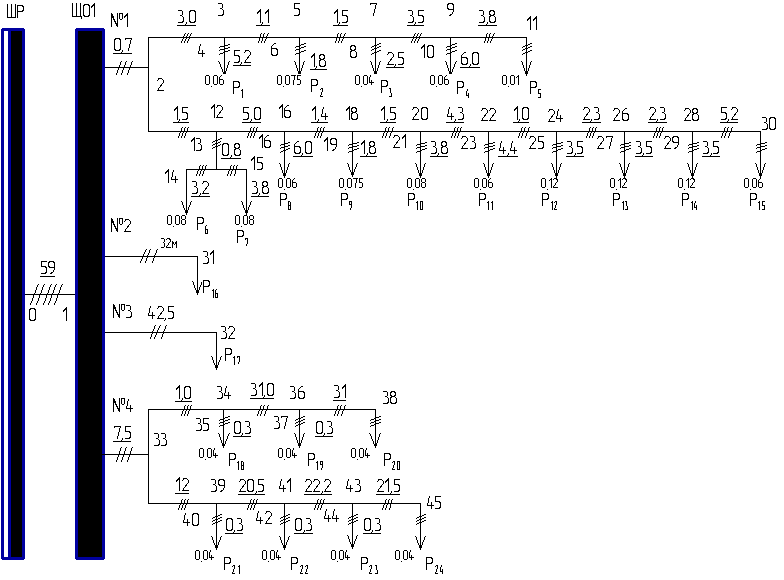 ШР ЩО1 №1 3,0 3 1,1 5 1,5 7 3,5 9 3,8 11
0,7 4 5,2 6 1,8 8 2,5 10 6,0
2 0,06 P1 0,075 P2 0,04 P3 0,06 P4 0,01 P5
1,5 12 5,0 16 1,4 18 1,5 20 4,3 22 1,0 24 2,3 26 2,3 28 5,2 30
13 0,8 16 6,0 19 1,8 21 3,8 23 4,4 25 3,5 27 3,5 29 3,5
14 15
3,2 3,8 0,06 P8 0,075 P9 0,08 P10 0,06 P11 0,12 P12 0,12 P13 0,12 P14 0,06 P15
0,08 P6 0,08 P7
№2 32м 31
P16
59
0 1
№3 42,5 32
P17
№4 1,0 34 31,0 36 31 38
7,5 33 35 0,3 37 0,3
0,04 P18 0,04 P19 0,04 P20
12 39 20,5 41 22,2 43 21,5 45
40 0,3 42 0,3 44 0,3
0,04 P21 0,04 P22 0,04 P23 0,04 P24